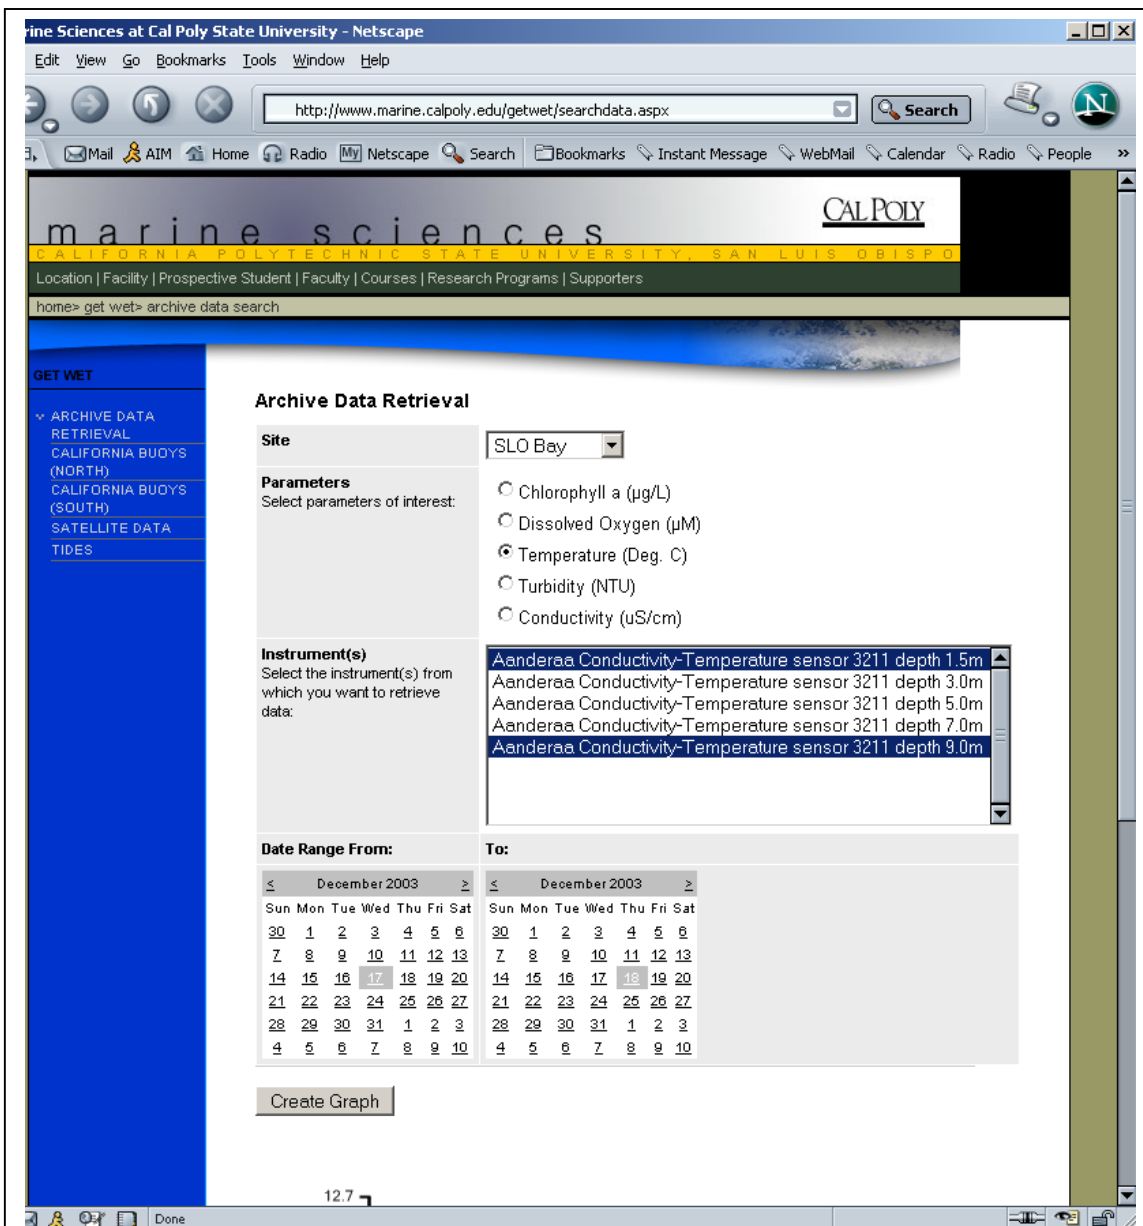 rine Sciences at Cal Poly State University - Netscape
Edit View Go Bookmarks Tools Window Help
http://www.marine.calpoly.edu/getwet/searchdata.aspx Search N
Mail AIM Home Radio My Netscape Search Bookmarks Instant Message WebMail Calendar Radio People »
marine sciences CAL POLY
CALIFORNIA POLYTECHNIC STATE UNIVERSITY, SAN LUIS OBISPO
Location | Facility | Prospective Student | Faculty | Courses | Research Programs | Supporters
home> get wet> archive data search
GET WET
ARCHIVE DATA
RETRIEVAL
CALIFORNIA BUOYS
(NORTH)
CALIFORNIA BUOYS
(SOUTH)
SATELLITE DATA
TIDES
Archive Data Retrieval
Site SLO Bay
Parameters
Select parameters of interest:
Chlorophyll a (µg/L)
Dissolved Oxygen (µM)
Temperature (Deg. C)
Turbidity (NTU)
Conductivity (uS/cm)
Instrument(s)
Select the instrument(s) from
which you want to retrieve
data:
Aanderaa Conductivity-Temperature sensor 3211 depth 1.5m
Aanderaa Conductivity-Temperature sensor 3211 depth 3.0m
Aanderaa Conductivity-Temperature sensor 3211 depth 5.0m
Aanderaa Conductivity-Temperature sensor 3211 depth 7.0m
Aanderaa Conductivity-Temperature sensor 3211 depth 9.0m
Date Range From: To:
< December 2003 > < December 2003 >
Sun Mon Tue Wed Thu Fri Sat Sun Mon Tue Wed Thu Fri Sat
30 1 2 3 4 5 6 30 1 2 3 4 5 6
7 8 9 10 11 12 13 7 8 9 10 11 12 13
14 15 16 17 18 19 20 14 15 16 17 18 19 20
21 22 23 24 25 26 27 21 22 23 24 25 26 27
28 29 30 31 1 2 3 28 29 30 31 1 2 3
4 5 6 7 8 9 10 4 5 6 7 8 9 10
Create Graph
12.7
Done